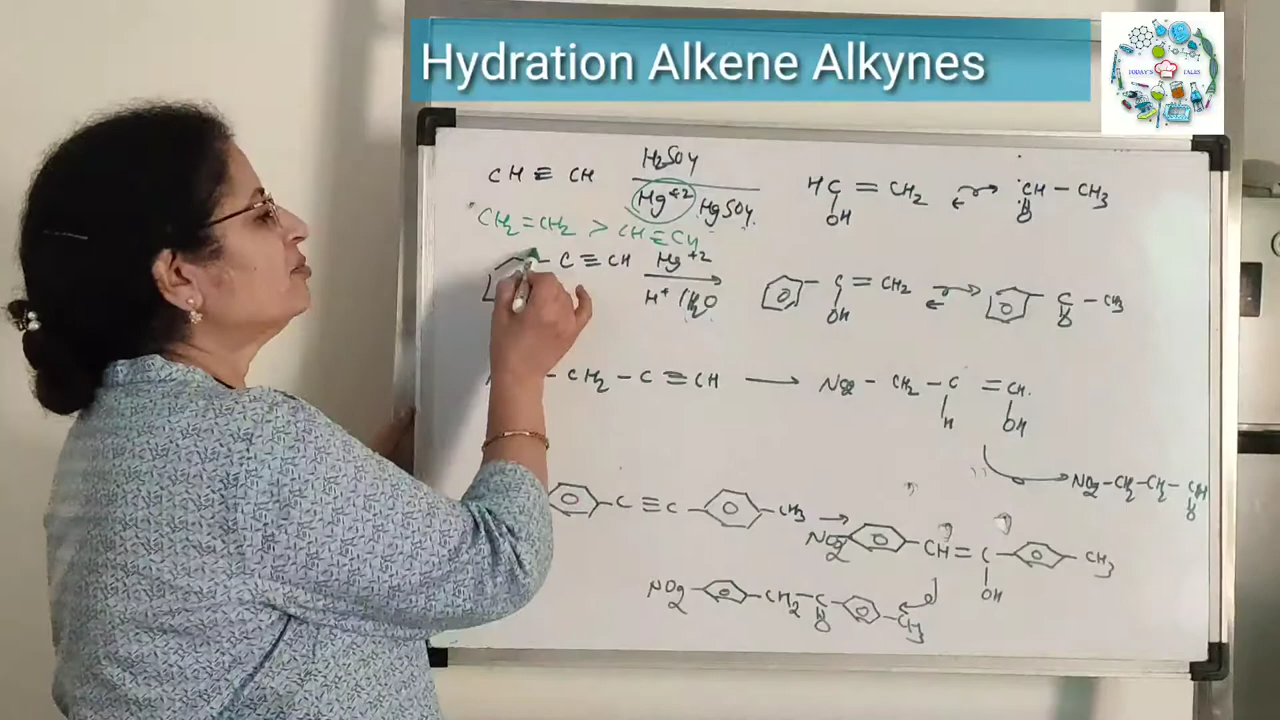 Hydration Alkene Alkynes
TODAY'S TALES
CH ≡ CH H2SO4 / Hg+2 HgSO4. HC = CH2 ⇌ CH - CH3
OH O
CH2=CH2 > CH≡CH
- C ≡ CH Hg+2 / H+/H2O → - C = CH2 ⇌ - C - CH3
OH O
- CH2 - C ≡ CH → NO2 - CH2 - C = CH.
H OH
NO2-CH2-CH2-CH
O
- C ≡ C - - CH3 → NO2 - - CH = C - - CH3
OH
NO2 - - CH2 - C - - CH3
O